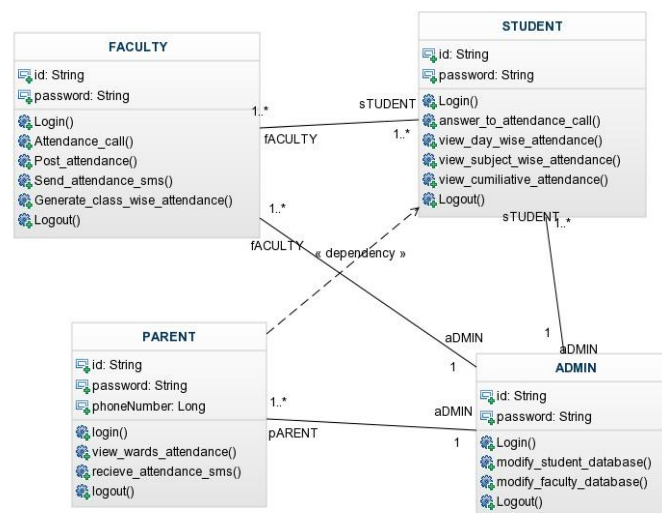 FACULTY
id: String
password: String
Login()
Attendance_call()
Post_attendance()
Send_attendance_sms()
Generate_class_wise_attendance()
Logout()
STUDENT
id: String
password: String
Login()
answer_to_attendance_call()
view_day_wise_attendance()
view_subject_wise_attendance()
view_cumiliative_attendance()
Logout()
1..*
fACULTY
sTUDENT
1..*
1..*
fACULTY
« dependency »
aDMIN
1
sTUDENT
1..*
1
aDMIN
PARENT
id: String
password: String
phoneNumber: Long
login()
view_wards_attendance()
recieve_attendance_sms()
logout()
1..*
pARENT
aDMIN
1
ADMIN
id: String
password: String
Login()
modify_student_database()
modify_faculty_database()
Logout()